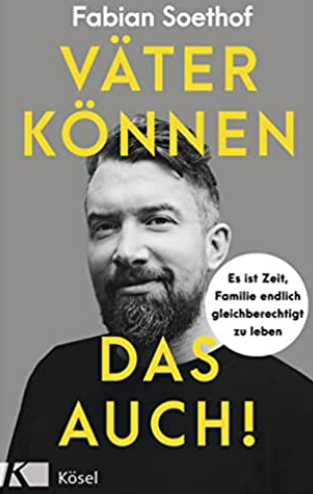 Fabian Soethof
VÄTER
KÖNNEN
Es ist Zeit,
Familie endlich
gleichberechtigt
zu leben
DAS
AUCH!
K
Kösel